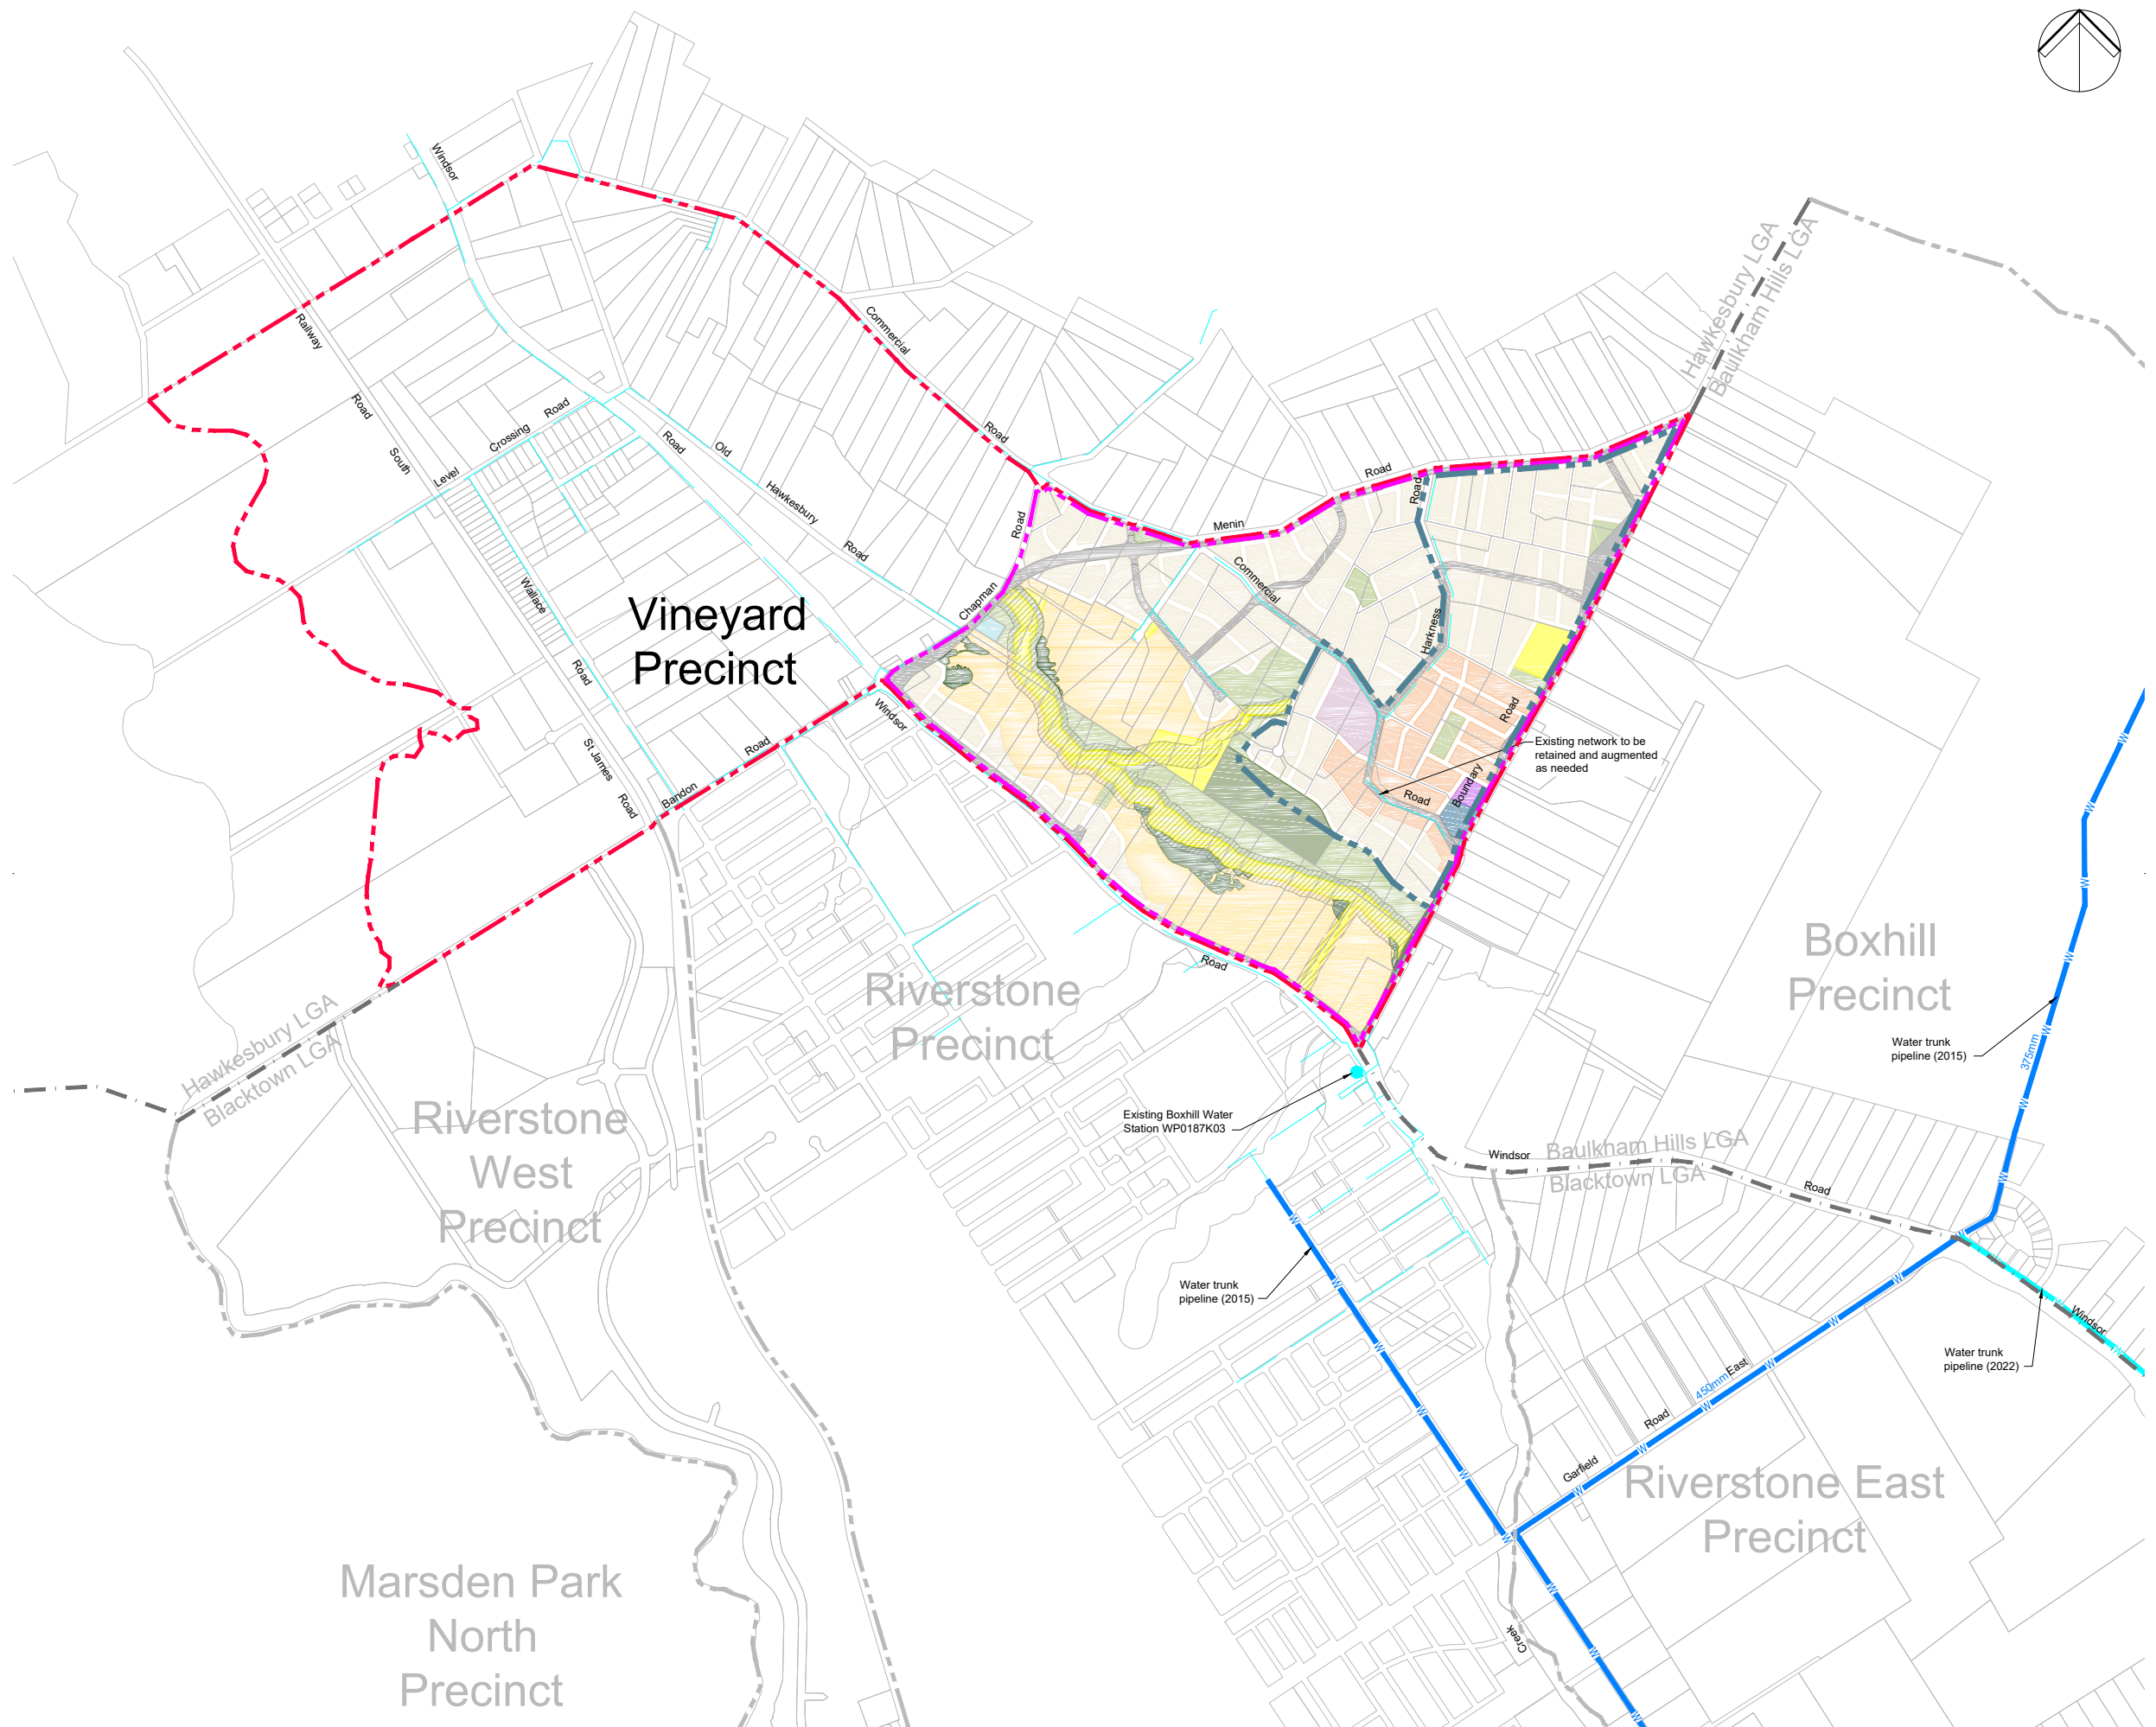 Windsor
Hawkesbury LGA
Baulkham Hills LGA
Railway
Commercial
Road
Road
Crossing
Level
South
Road
Old
Road
Hawkesbury
Road
Road
Menin
Road
Road
Commercial
Chapman
Harkness
Wallace
Vineyard
Precinct
Road
Windsor
Road
Existing network to be
retained and augmented
as needed
Road
St.James
Road
Bandon
Boundary
Road
Boxhill
Precinct
Road
Riverstone
Precinct
Hawkesbury LGA
Blacktown LGA
Water trunk
pipeline (2015)
375mm
W
W
W
W
W
W
W
Riverstone
West
Precinct
Existing Boxhill Water
Station WP0187K03
Windsor
Baulkham Hills LGA
Blacktown LGA
Road
Water trunk
pipeline (2015)
W
W
W
W
W
W
W
W
W
Windsor
Water trunk
pipeline (2022)
W
W
W
W
W
W
W
W
W
450mm
East
Road
Garfield
Riverstone East
Precinct
Marsden Park
North
Precinct
Creek